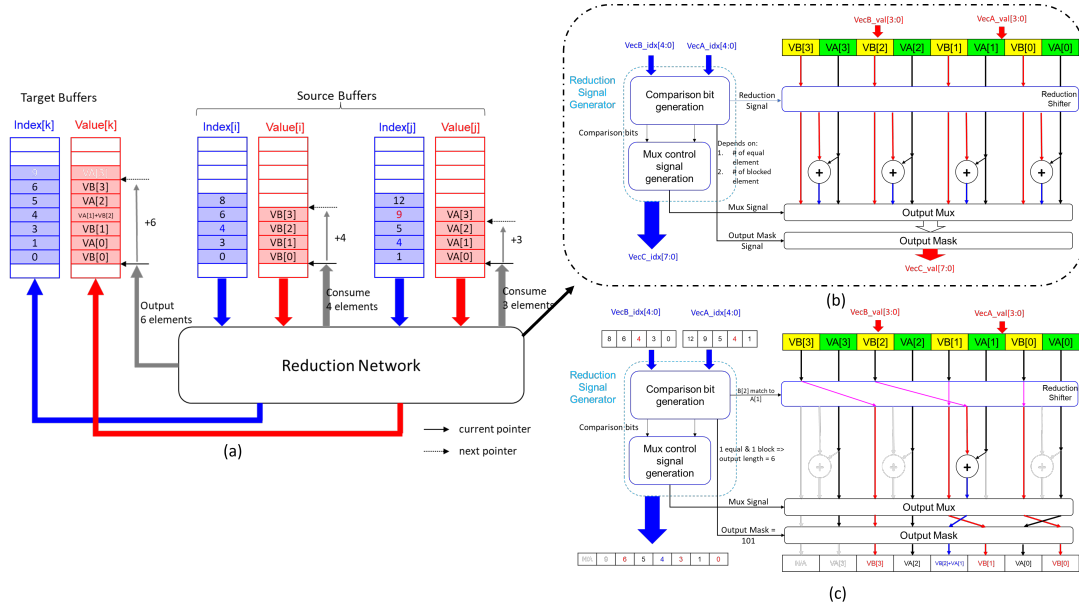 Target Buffers
Source Buffers
Index[k] Value[k]
Index[i] Value[i] Index[j] Value[j]
9 VA[3]
6 VB[3]
5 VA[2]
4 VA[1]+VB[2]
3 VB[1]
1 VA[0]
0 VB[0]
+6
8
6 VB[3]
4 VB[2]
3 VB[1]
0 VB[0]
+4
12
9 VA[3]
5 VA[2]
4 VA[1]
1 VA[0]
+3
Output
6 elements
Consume
4 elements
Consume
3 elements
Reduction Network
(a)
current pointer
next pointer
VecB_val[3:0] VecA_val[3:0]
VecB_idx[4:0] VecA_idx[4:0]
VB[3] VA[3] VB[2] VA[2] VB[1] VA[1] VB[0] VA[0]
Reduction
Signal
Generator
Comparison bit
generation
Reduction
Signal
Reduction
Shifter
Comparison bits
Mux control
signal
generation
Depends on:
1. # of equal
element
2. # of blocked
element
+ + + +
Mux Signal
Output Mux
Output Mask
Signal
Output Mask
VecC_idx[7:0]
VecC_val[7:0]
(b)
VecB_idx[4:0] VecA_idx[4:0]
VecB_val[3:0] VecA_val[3:0]
8 6 4 3 0
12 9 5 4 1
VB[3] VA[3] VB[2] VA[2] VB[1] VA[1] VB[0] VA[0]
Reduction
Signal
Generator
Comparison bit
generation
B[2] match to
A[1]
Reduction
Shifter
Comparison bits
Mux control
signal
generation
1 equal & 1 block =>
output length = 6
+ + + +
Mux Signal
Output Mux
Output Mask =
101
Output Mask
N/A 9 6 5 4 3 1 0
N/A VA[3] VB[3] VA[2] VB[2]+VA[1] VB[1] VA[0] VB[0]
(c)